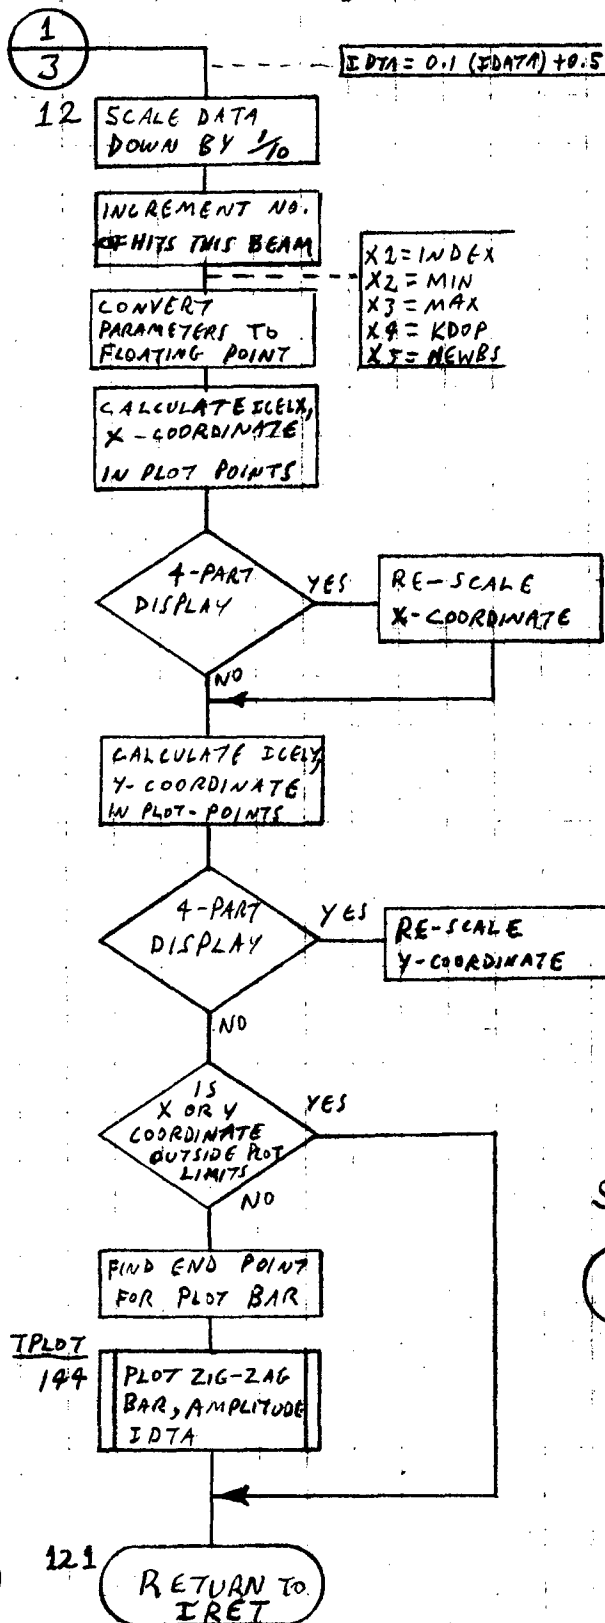 1
3
IDTA = 0.1 (IDATA) +0.5
12
SCALE DATA
DOWN BY 1/10
INCREMENT NO.
OF HITS THIS BEAM
X1 = INDEX
X2 = MIN
X3 = MAX
X4 = KDOP
X5 = NEWBS
CONVERT
PARAMETERS TO
FLOATING POINT
CALCULATE ICELX,
X-COORDINATE
IN PLOT POINTS
4-PART
DISPLAY
YES
RE-SCALE
X-COORDINATE
NO
CALCULATE ICELY,
Y-COORDINATE
IN PLOT-POINTS
4-PART
DISPLAY
YES
RE-SCALE
Y-COORDINATE
NO
IS
X OR Y
COORDINATE
OUTSIDE PLOT
LIMITS
YES
NO
FIND END POINT
FOR PLOT BAR
TPLOT
144
PLOT ZIG-ZAG
BAR, AMPLITUDE
IDTA
121
RETURN TO
IRET